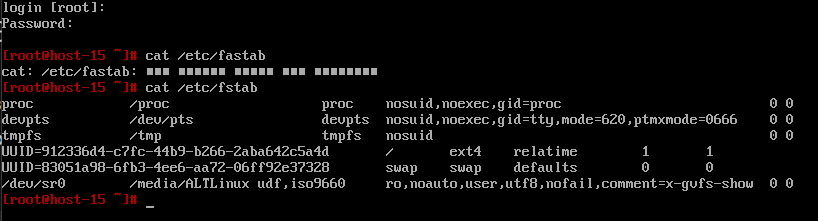 login [root]:
Password:
[root@host-15 ~]# cat /etc/fastab
cat: /etc/fastab: ■■■ ■■■■■■ ■■■■■ ■■■ ■■■■■■■■
[root@host-15 ~]# cat /etc/fstab
proc /proc proc nosuid,noexec,gid=proc 0 0
devpts /dev/pts devpts nosuid,noexec,gid=tty,mode=620,ptmxmode=0666 0 0
tmpfs /tmp tmpfs nosuid 0 0
UUID=912336d4-c7fc-44b9-b266-2aba642c5a4d / ext4 relatime 1 1
UUID=83051a98-6fb3-4ee6-aa72-06ff92e37328 swap swap defaults 0 0
/dev/sr0 /media/ALTLinux udf,iso9660 ro,noauto,user,utf8,nofail,comment=x-gvfs-show 0 0
[root@host-15 ~]# _